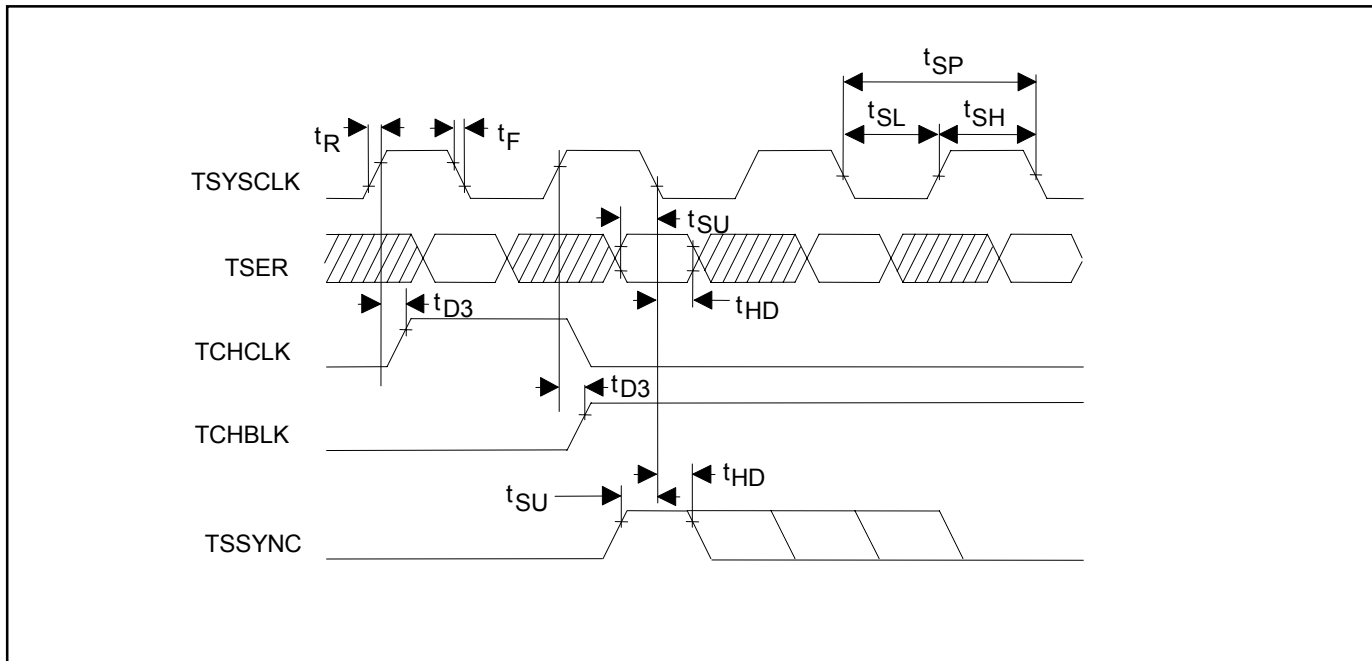 tSP
tSL tSH
tR tF
TSYSCLK
tSU
TSER
tD3 tHD
TCHCLK
tD3
TCHBLK
tHD
tSU
TSSYNC